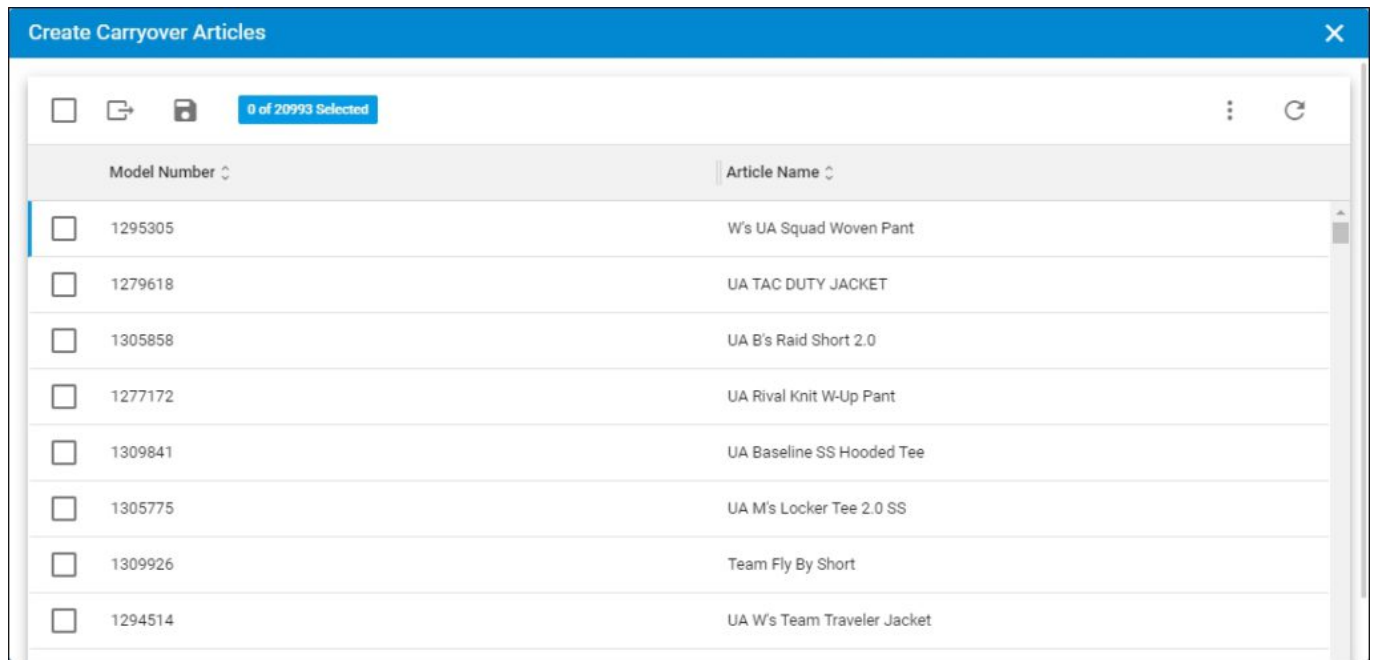 Create Carryover Articles
0 of 20993 Selected
Model Number Article Name
1295305 W's UA Squad Woven Pant
1279618 UA TAC DUTY JACKET
1305858 UA B's Raid Short 2.0
1277172 UA Rival Knit W-Up Pant
1309841 UA Baseline SS Hooded Tee
1305775 UA M's Locker Tee 2.0 SS
1309926 Team Fly By Short
1294514 UA W's Team Traveler Jacket